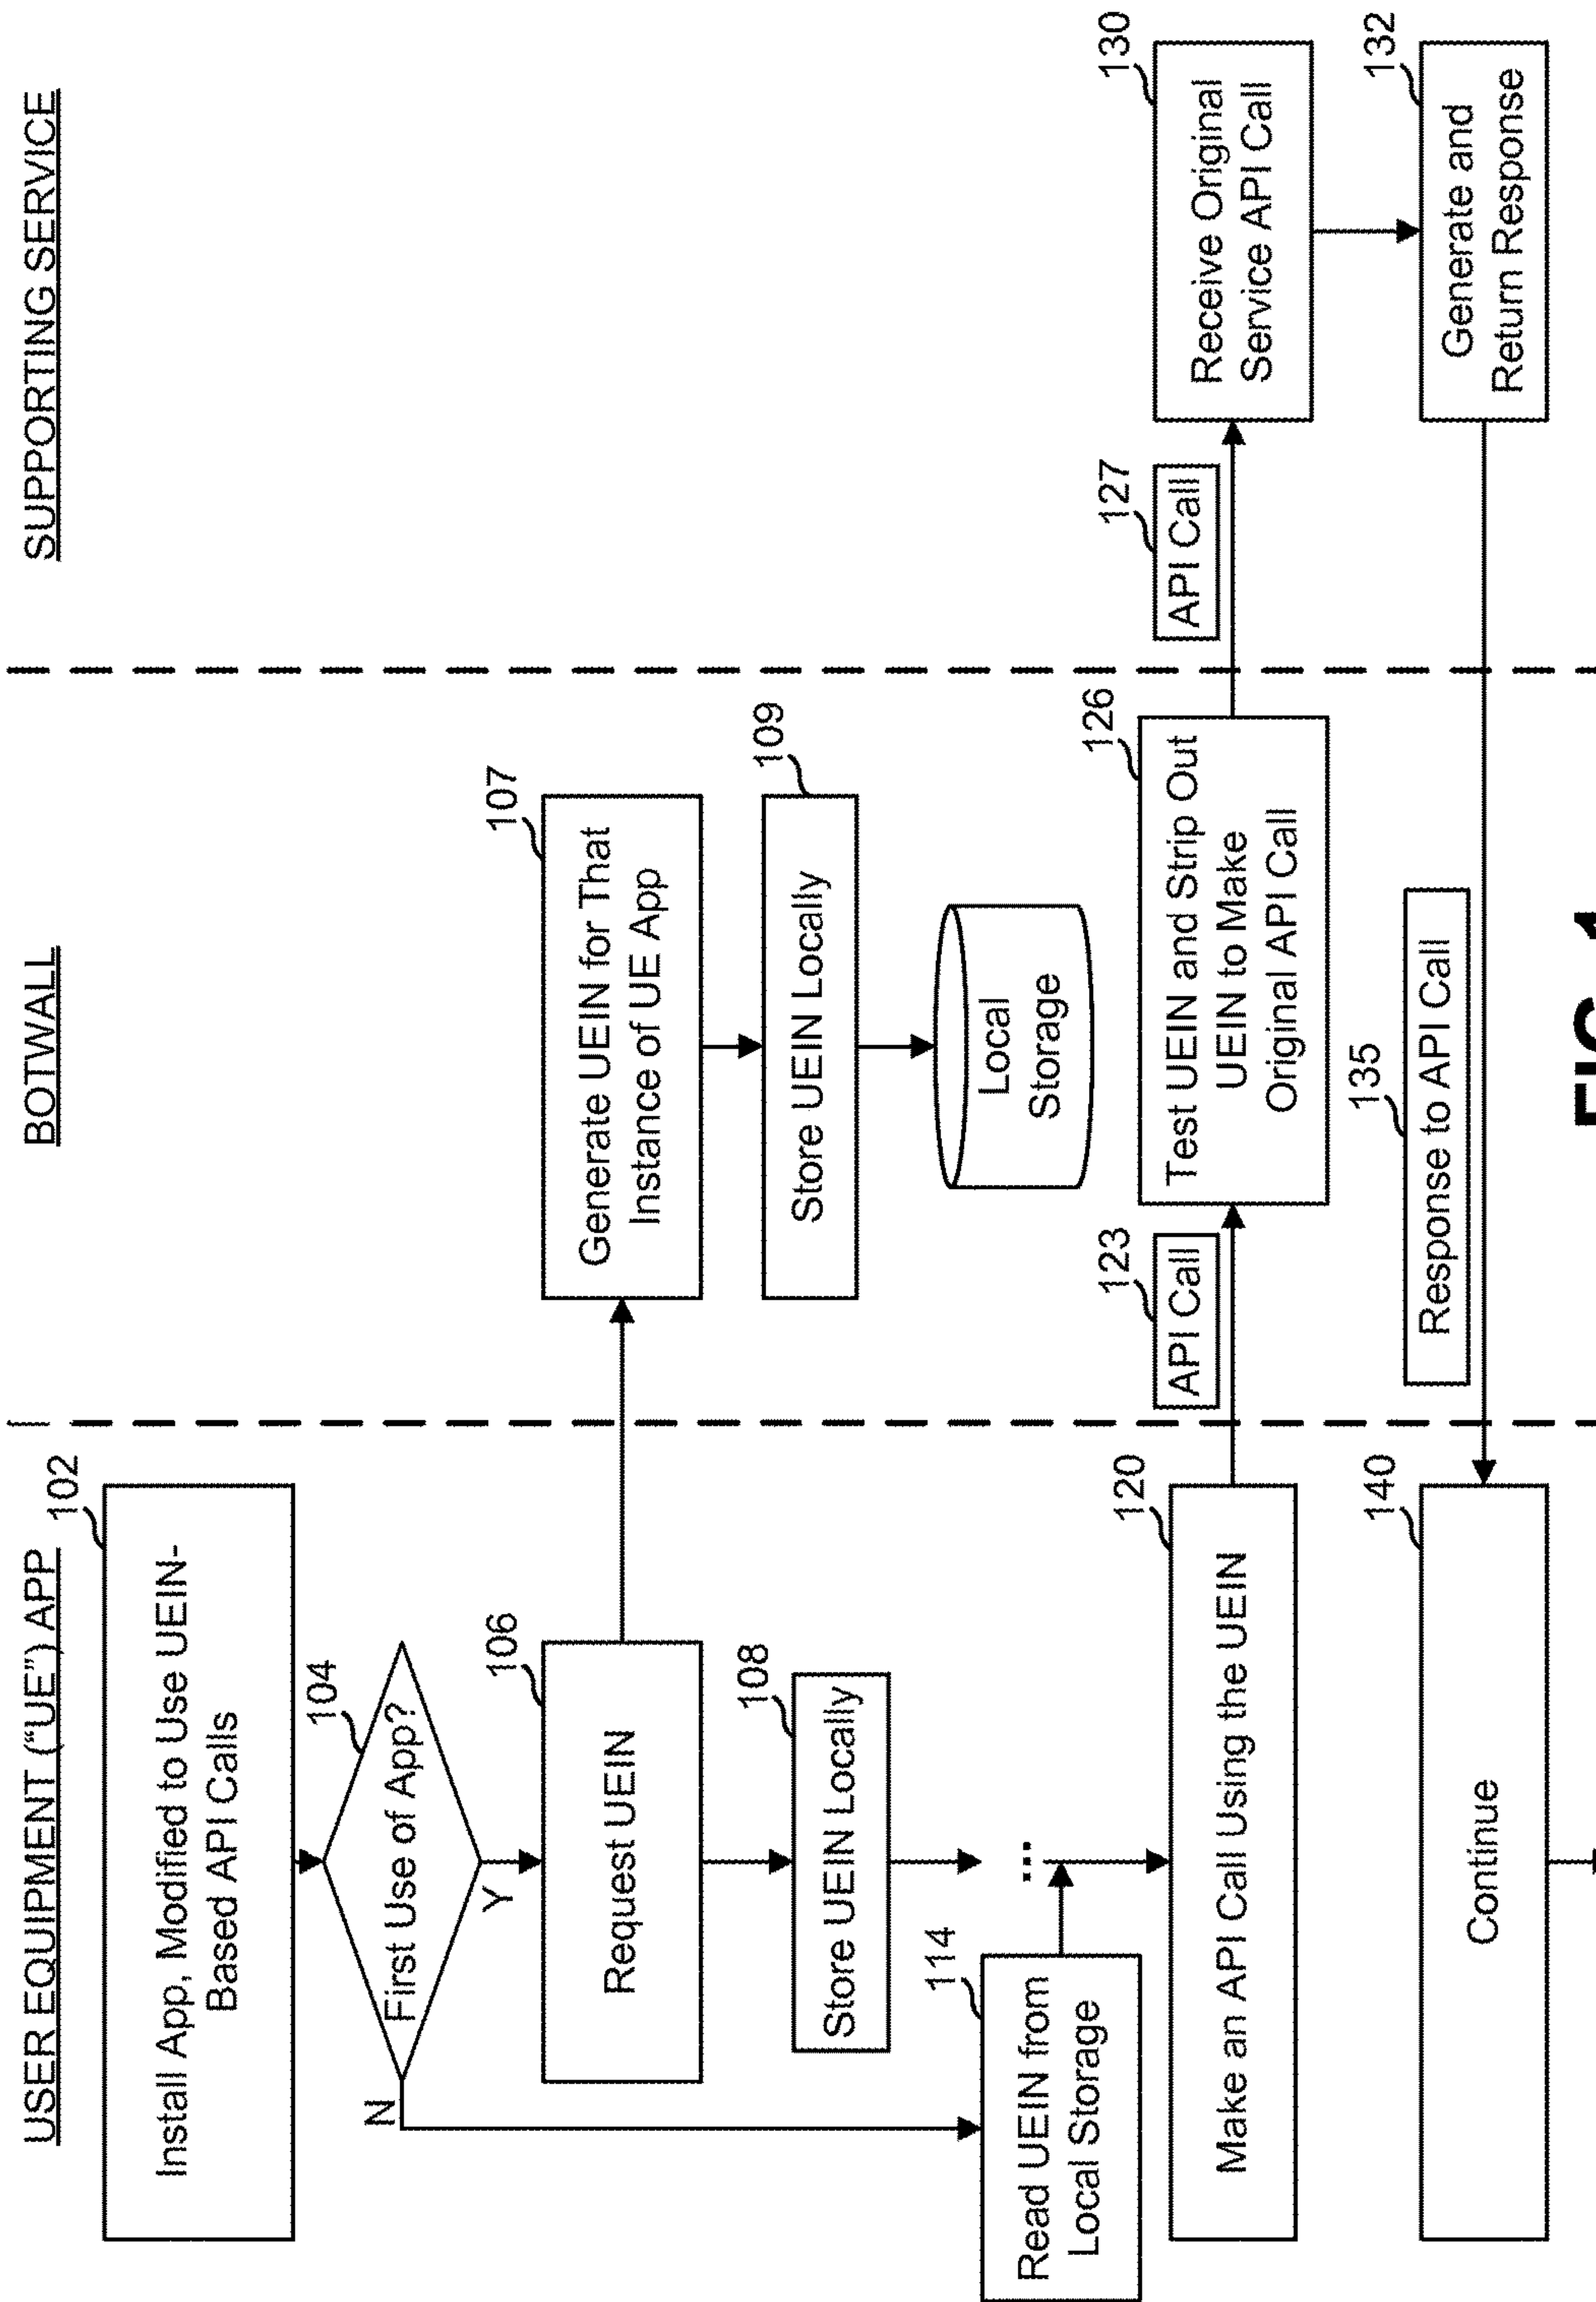 USER EQUIPMENT (“UE”) APP
BOTWALL
SUPPORTING SERVICE
102
Install App, Modified to Use UEIN-
Based API Calls
104
First Use of App?
N
Y
106
Request UEIN
107
Generate UEIN for That
Instance of UE App
108
Store UEIN Locally
109
Store UEIN Locally
Local
Storage
...
114
Read UEIN from
Local Storage
120
Make an API Call Using the UEIN
123
API Call
126
Test UEIN and Strip Out
UEIN to Make
Original API Call
127
API Call
130
Receive Original
Service API Call
132
Generate and
Return Response
135
Response to API Call
140
Continue
FIG. 1